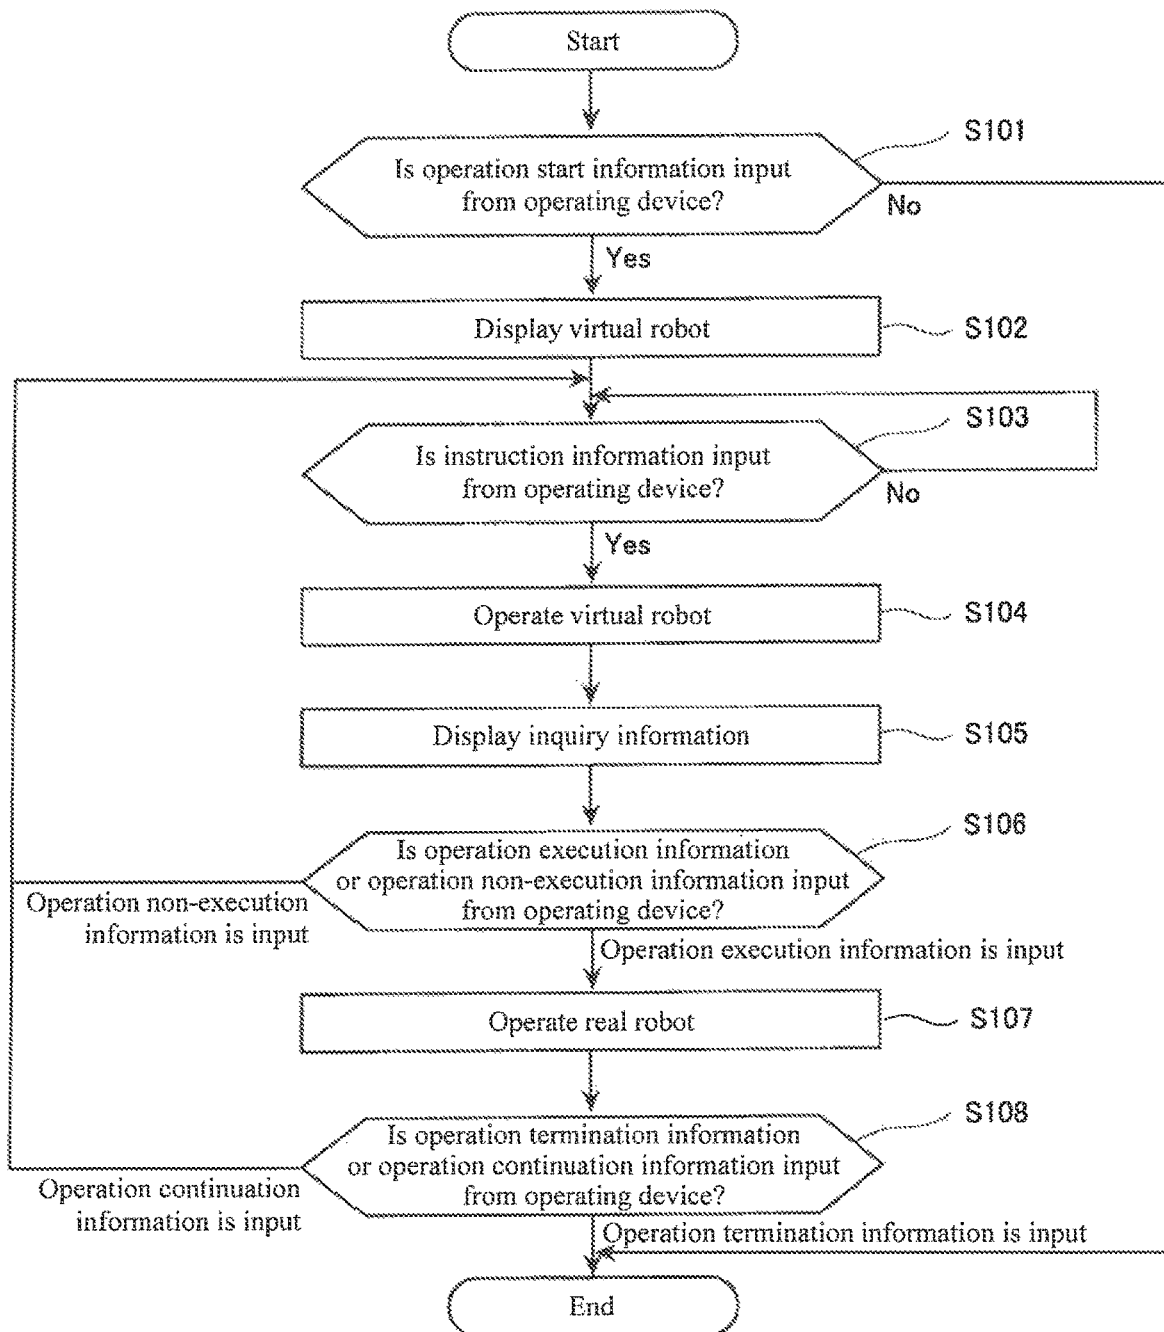 Start
S101
Is operation start information input
from operating device?
No
Yes
Display virtual robot
S102
S103
Is instruction information input
from operating device?
No
Yes
Operate virtual robot
S104
Display inquiry information
S105
S106
Is operation execution information
or operation non-execution information input
from operating device?
Operation non-execution
information is input
Operation execution information is input
Operate real robot
S107
S108
Is operation termination information
or operation continuation information input
from operating device?
Operation continuation
information is input
Operation termination information is input
End